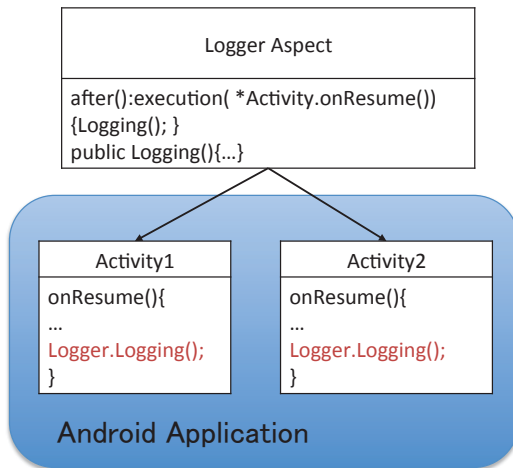 Logger Aspect
after():execution( *Activity.onResume())
{Logging(); }
public Logging(){...}
Activity1
onResume(){
...
Logger.Logging();
}
Activity2
onResume(){
...
Logger.Logging();
}
Android Application